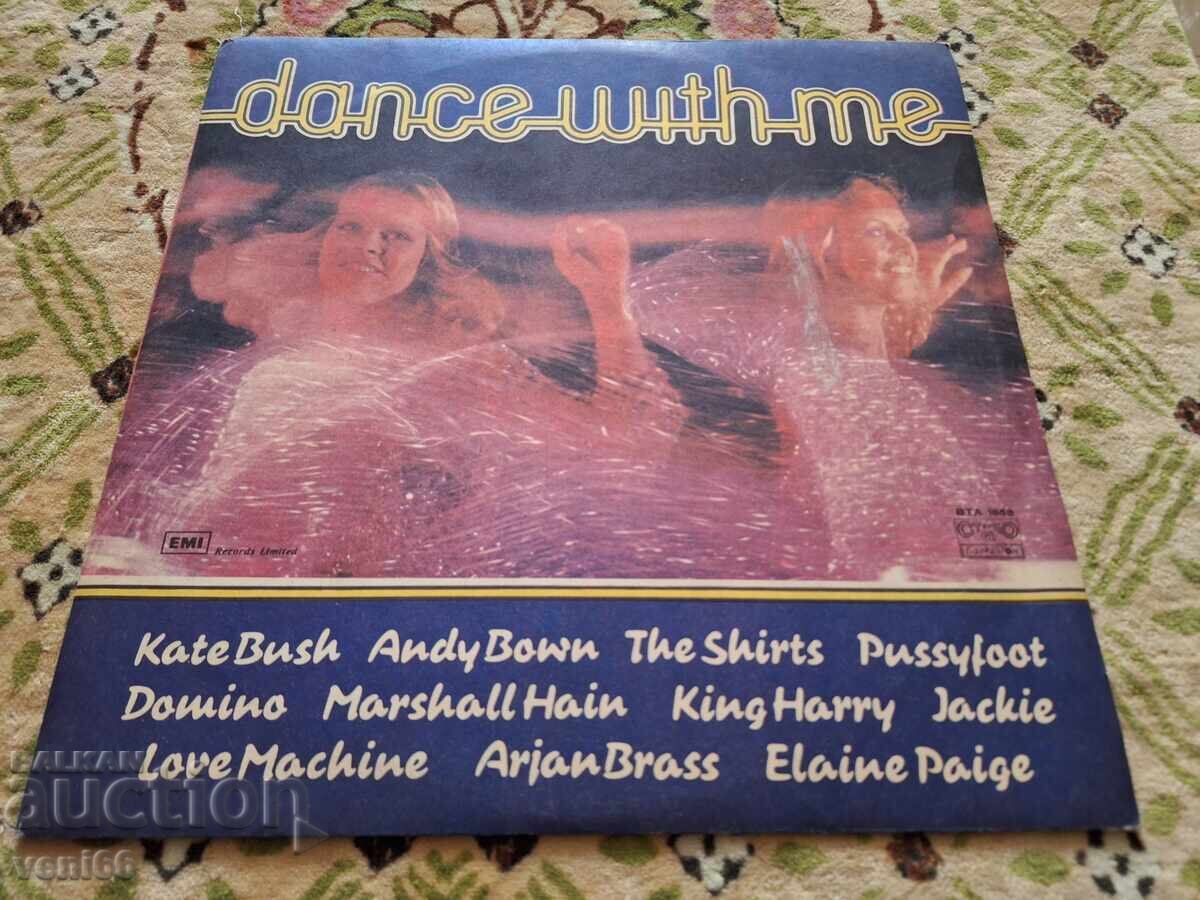 dance with me
EMI
Records Limited
СТЕРЕО
Kate Bush Andy Bown The Shirts Pussyfoot
Domino Marshall Hain King Harry Jackie
Love Machine Arjan Brass Elaine Paige
BALKAN
auction
veni66